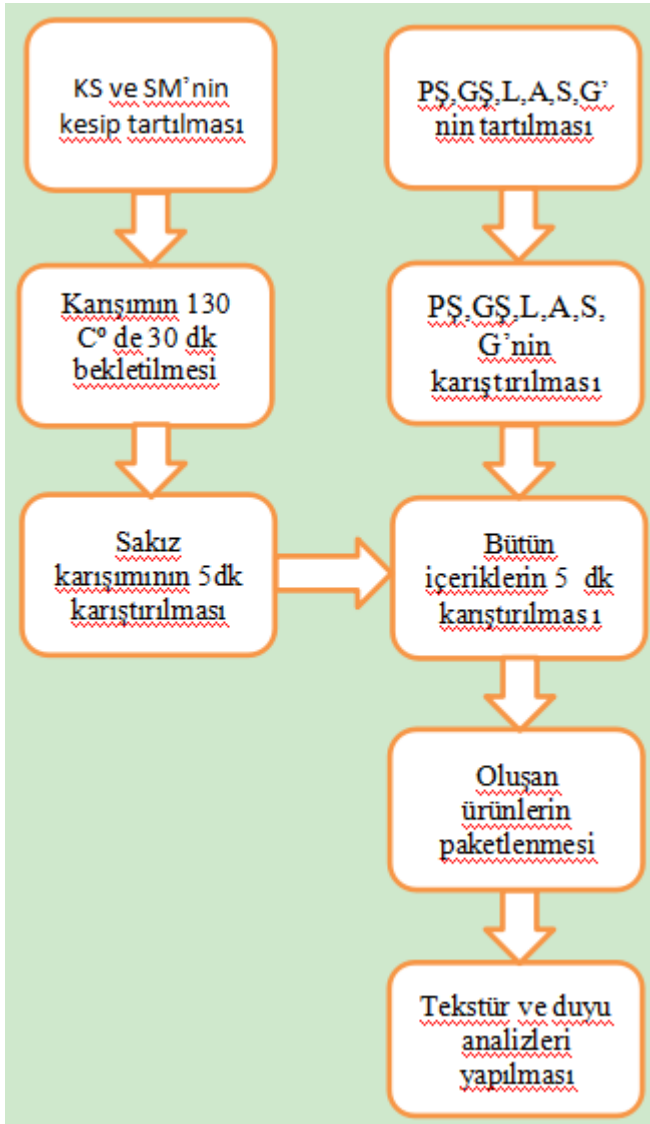 KS ve SM’nin
kesip tartılması
Karışımın 130
Cº de 30 dk
bekletilmesi
Sakız
karışımının 5dk
karıştırılması
PŞ,GŞ,L,A,S,G’
nin tartılması
PŞ,GŞ,L,A,S,
G’nin
karıştırılması
Bütün
içeriklerin 5 dk
karıştırılması
Oluşan
ürünlerin
paketlenmesi
Tekstür ve duyu
analizleri
yapılması